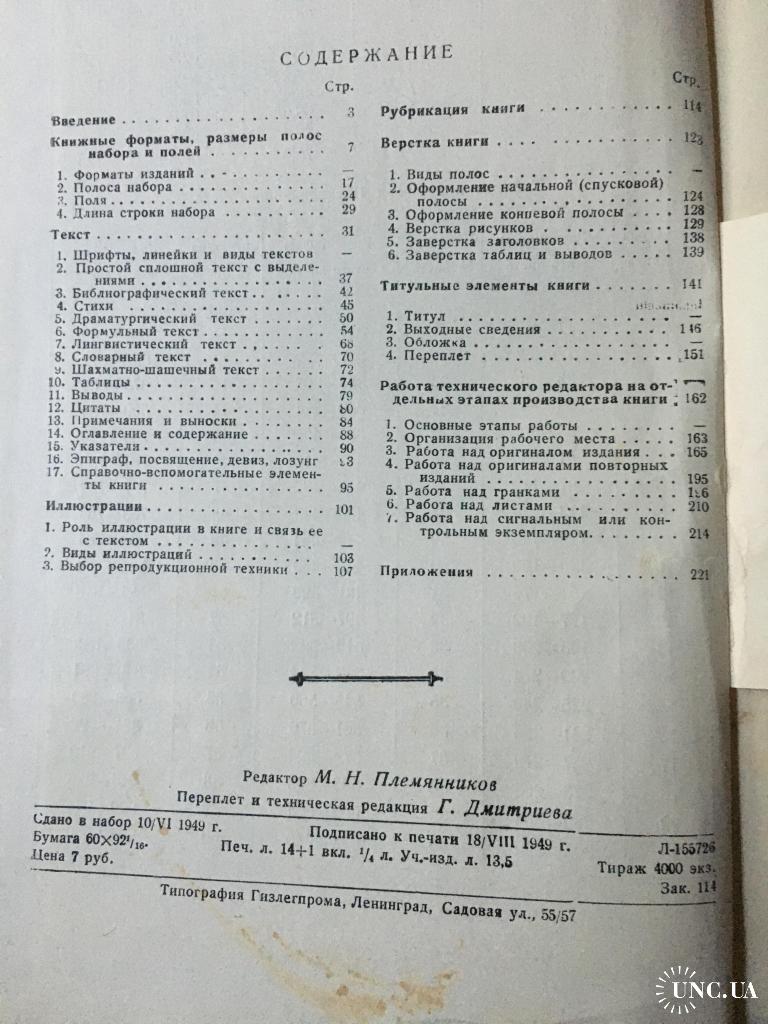 СОДЕРЖАНИЕ
Стр.
Введение . . . . . . . . . . . . . . . . . . 3
Книжные форматы, размеры полос
набора и полей . . . . . . . . . . 7
1. Форматы изданий . . . . . . . . . . —
2. Полоса набора . . . . . . . . . . . 17
3. Поля . . . . . . . . . . . . . . . . 24
4. Длина строки набора . . . . . . . . 29
Текст . . . . . . . . . . . . . . . . . . 31
1. Шрифты, линейки и виды текстов —
2. Простой сплошной текст с выделе-
ниями . . . . . . . . . . . . . . 37
3. Библиографический текст . . . . . . 42
4. Стихи . . . . . . . . . . . . . . . 45
5. Драматургический текст . . . . . . 50
6. Формульный текст . . . . . . . . . 54
7. Лингвистический текст . . . . . . . 68
8. Словарный текст . . . . . . . . . . 70
9. Шахматно-шашечный текст . . . . . 72
10. Таблицы . . . . . . . . . . . . . . 74
11. Выводы . . . . . . . . . . . . . . 79
12. Цитаты . . . . . . . . . . . . . . 80
13. Примечания и выноски . . . . . . . 84
14. Оглавление и содержание . . . . . . 88
15. Указатели . . . . . . . . . . . . . 90
16. Эпиграф, посвящение, девиз, лозунг 93
17. Справочно-вспомогательные элемен-
ты книги . . . . . . . . . . . . . 95
Иллюстрации . . . . . . . . . . . . . . . 101
1. Роль иллюстрации в книге и связь ее
с текстом . . . . . . . . . . . . —
2. Виды иллюстраций . . . . . . . . . 103
3. Выбор репродукционной техники . . . 107
Стр.
Рубрикация книги . . . . . . . . . . . 114
Верстка книги . . . . . . . . . . . . . 123
1. Виды полос . . . . . . . . . . . . —
2. Оформление начальной (спусковой)
полосы . . . . . . . . . . . . . 124
3. Оформление концевой полосы . . . . 128
4. Верстка рисунков . . . . . . . . . 129
5. Заверстка заголовков . . . . . . . 138
6. Заверстка таблиц и выводов . . . . . 139
Титульные элементы книги . . . . . . . 141
1. Титул . . . . . . . . . . . . . . —
2. Выходные сведения . . . . . . . . . 146
3. Обложка . . . . . . . . . . . . . . —
4. Переплет . . . . . . . . . . . . . 151
Работа технического редактора на от-
дельных этапах производства книги 162
1. Основные этапы работы . . . . . . . —
2. Организация рабочего места . . . . . 163
3. Работа над оригиналом издания . . . 165
4. Работа над оригиналами повторных
изданий . . . . . . . . . . . . . 195
5. Работа над гранками . . . . . . . . 196
6. Работа над листами . . . . . . . . 210
7. Работа над сигнальным или кон-
трольным экземпляром . . . . . . . 214
Приложения . . . . . . . . . . . . . . 221
Редактор М. Н. Племянников
Переплет и техническая редакция Г. Дмитриева
Сдано в набор 10/VI 1949 г. Подписано к печати 18/VIII 1949 г. Л-155726
Бумага 60×92 1/16. Печ. л. 14+1 вкл. 1/4 л. Уч.-изд. л. 13,5 Тираж 4000 экз.
Цена 7 руб. Зак. 114
Типография Гизлегпрома, Ленинград, Садовая ул., 55/57
UNC.UA